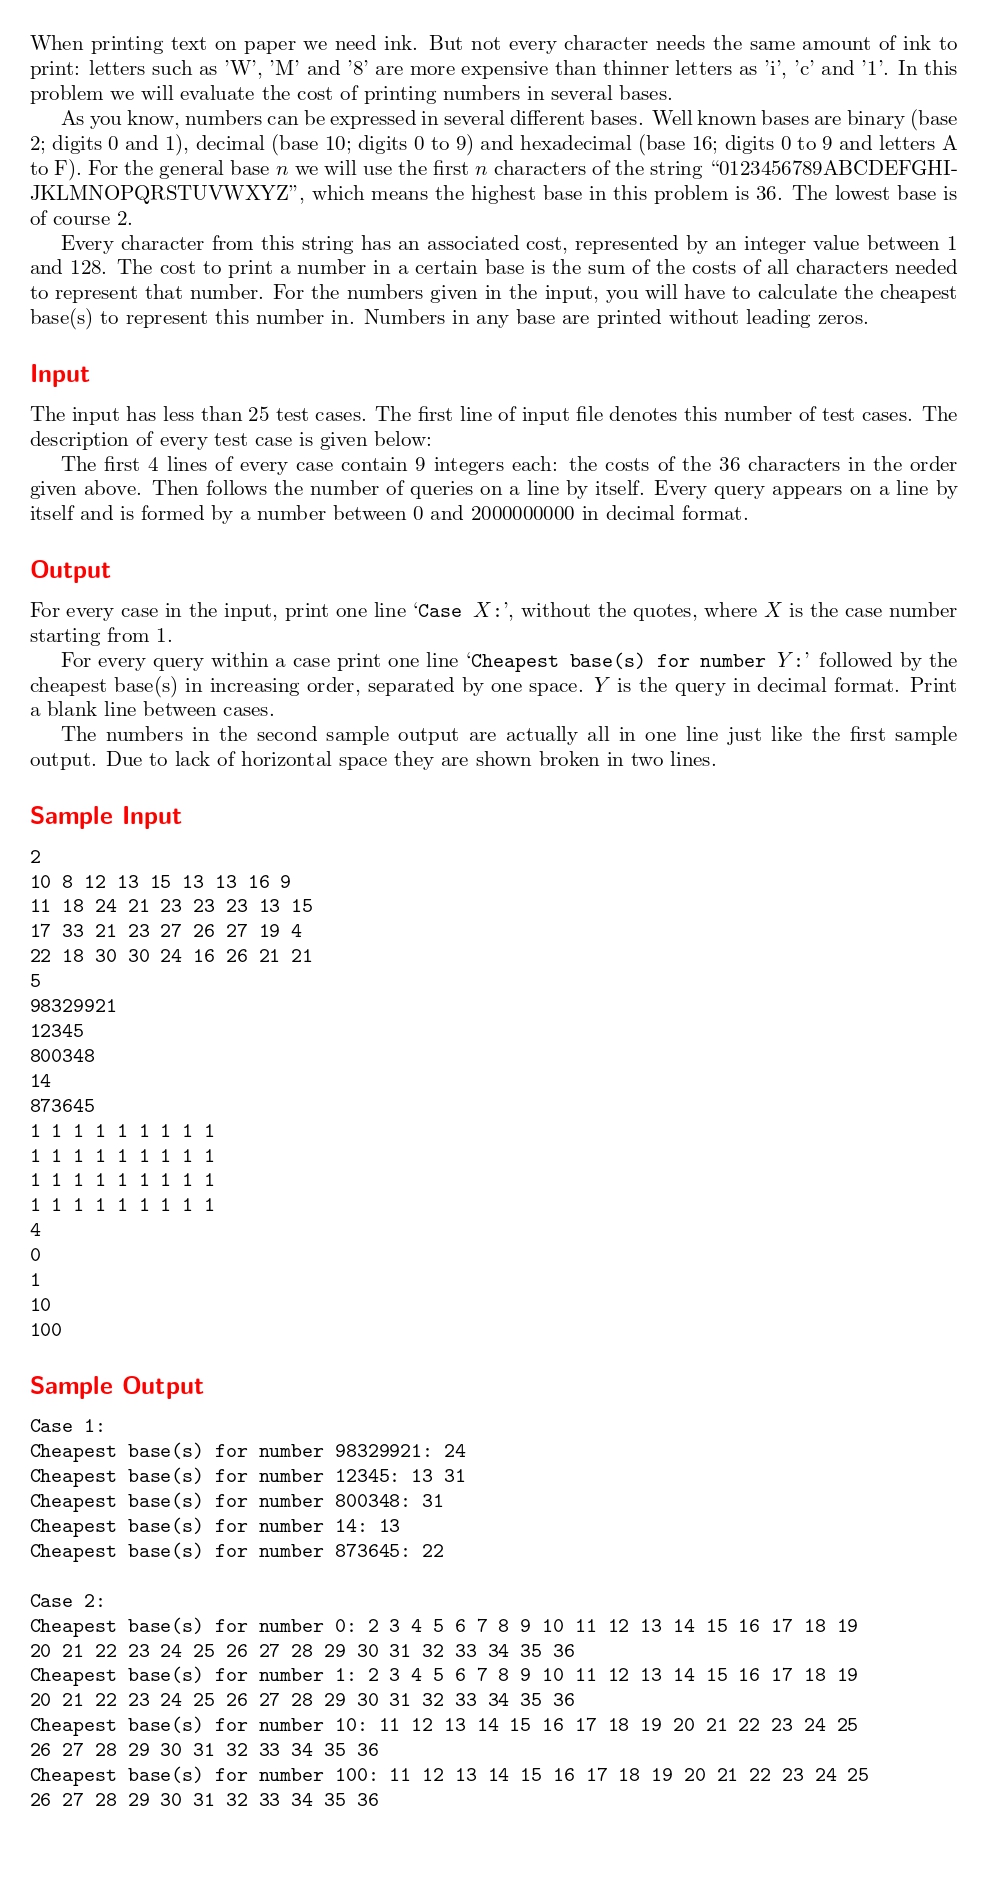 When printing text on paper we need ink. But not every character needs the same amount of ink to
print: letters such as ’W’, ’M’ and ’8’ are more expensive than thinner letters as ’i’, ’c’ and ’1’. In this
problem we will evaluate the cost of printing numbers in several bases.
As you know, numbers can be expressed in several different bases. Well known bases are binary (base
2; digits 0 and 1), decimal (base 10; digits 0 to 9) and hexadecimal (base 16; digits 0 to 9 and letters A
to F). For the general base n we will use the first n characters of the string “0123456789ABCDEFGHI-
JKLMNOPQRSTUVWXYZ”, which means the highest base in this problem is 36. The lowest base is
of course 2.
Every character from this string has an associated cost, represented by an integer value between 1
and 128. The cost to print a number in a certain base is the sum of the costs of all characters needed
to represent that number. For the numbers given in the input, you will have to calculate the cheapest
base(s) to represent this number in. Numbers in any base are printed without leading zeros.
Input
The input has less than 25 test cases. The first line of input file denotes this number of test cases. The
description of every test case is given below:
The first 4 lines of every case contain 9 integers each: the costs of the 36 characters in the order
given above. Then follows the number of queries on a line by itself. Every query appears on a line by
itself and is formed by a number between 0 and 2000000000 in decimal format.
Output
For every case in the input, print one line ‘Case X:’, without the quotes, where X is the case number
starting from 1.
For every query within a case print one line ‘Cheapest base(s) for number Y:’ followed by the
cheapest base(s) in increasing order, separated by one space. Y is the query in decimal format. Print
a blank line between cases.
The numbers in the second sample output are actually all in one line just like the first sample
output. Due to lack of horizontal space they are shown broken in two lines.
Sample Input
2
10 8 12 13 15 13 13 16 9
11 18 24 21 23 23 23 13 15
17 33 21 23 27 26 27 19 4
22 18 30 30 24 16 26 21 21
5
98329921
12345
800348
14
873645
1 1 1 1 1 1 1 1 1
1 1 1 1 1 1 1 1 1
1 1 1 1 1 1 1 1 1
1 1 1 1 1 1 1 1 1
4
0
1
10
100
Sample Output
Case 1:
Cheapest base(s) for number 98329921: 24
Cheapest base(s) for number 12345: 13 31
Cheapest base(s) for number 800348: 31
Cheapest base(s) for number 14: 13
Cheapest base(s) for number 873645: 22
Case 2:
Cheapest base(s) for number 0: 2 3 4 5 6 7 8 9 10 11 12 13 14 15 16 17 18 19
20 21 22 23 24 25 26 27 28 29 30 31 32 33 34 35 36
Cheapest base(s) for number 1: 2 3 4 5 6 7 8 9 10 11 12 13 14 15 16 17 18 19
20 21 22 23 24 25 26 27 28 29 30 31 32 33 34 35 36
Cheapest base(s) for number 10: 11 12 13 14 15 16 17 18 19 20 21 22 23 24 25
26 27 28 29 30 31 32 33 34 35 36
Cheapest base(s) for number 100: 11 12 13 14 15 16 17 18 19 20 21 22 23 24 25
26 27 28 29 30 31 32 33 34 35 36